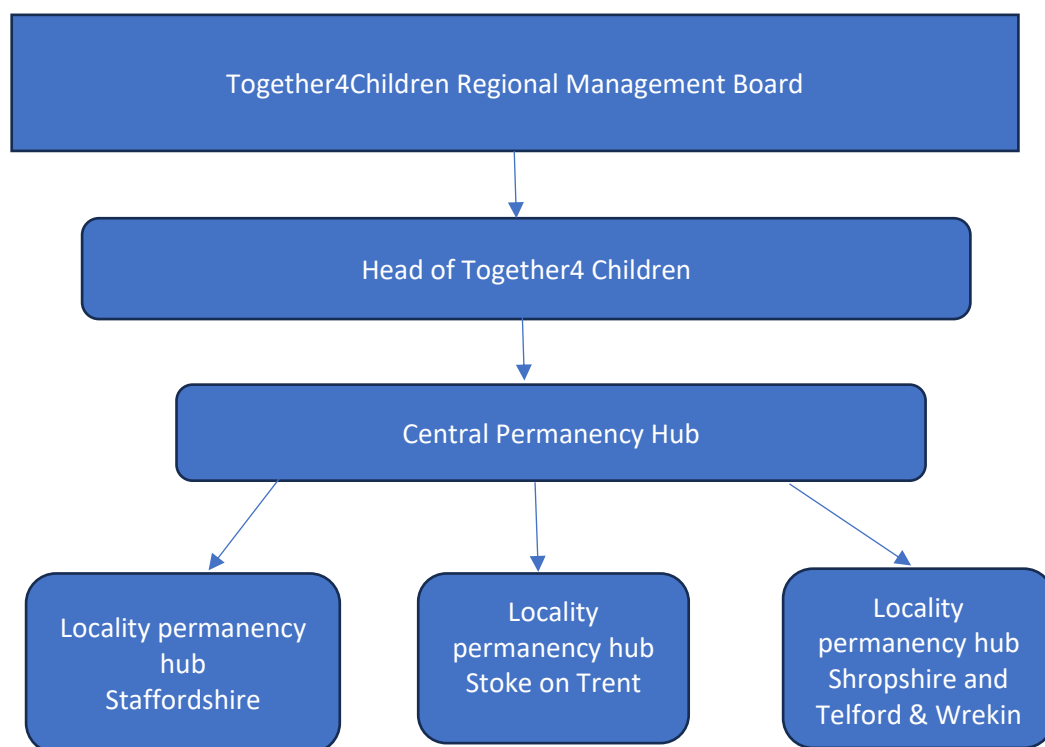 Together4Children Regional Management Board
Head of Together4 Children
Central Permanency Hub
Locality permanency
hub
Staffordshire
Locality
permanency hub
Stoke on Trent
Locality
permanency hub
Shropshire and
Telford & Wrekin